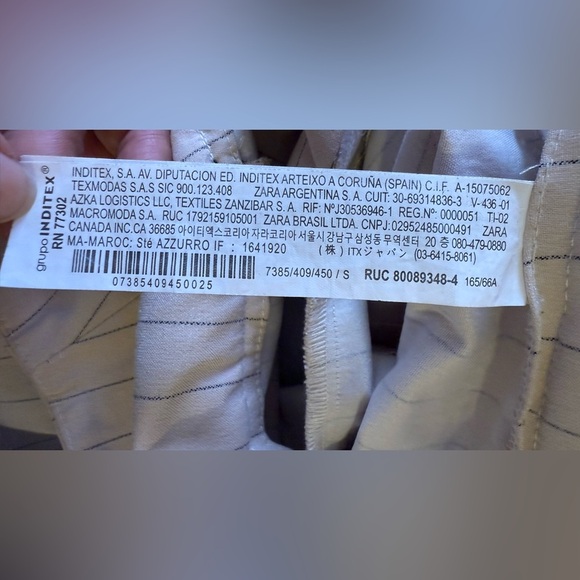 grupo INDITEX®
RN 77302
INDITEX, S.A. AV. DIPUTACION ED. INDITEX ARTEIXO A CORUÑA (SPAIN) C.I.F. A-15075062
TEXMODAS S.A.S SIC 900.123.408 ZARA ARGENTINA S.A. CUIT: 30-69314836-3 V- 436 -01
AZKA LOGISTICS LLC, TEXTILES ZANZIBAR S. A. RIF: NºJ30536946-1 REG.Nº: 0000051 TI-02
MACROMODA S.A. RUC 1792159105001 ZARA BRASIL LTDA. CNPJ:02952485000491 ZARA
CANADA INC.CA 36685 아이티엑스코리아 자라코리아 서울시 강남구 삼성동 무역센터 20 층 080-479-0880
MA-MAROC: Sté AZZURRO IF : 1641920 (株) ITXジャパン (03-6415-8061)
7385/409/450 / S RUC 80089348-4 165/66A
07385409450025